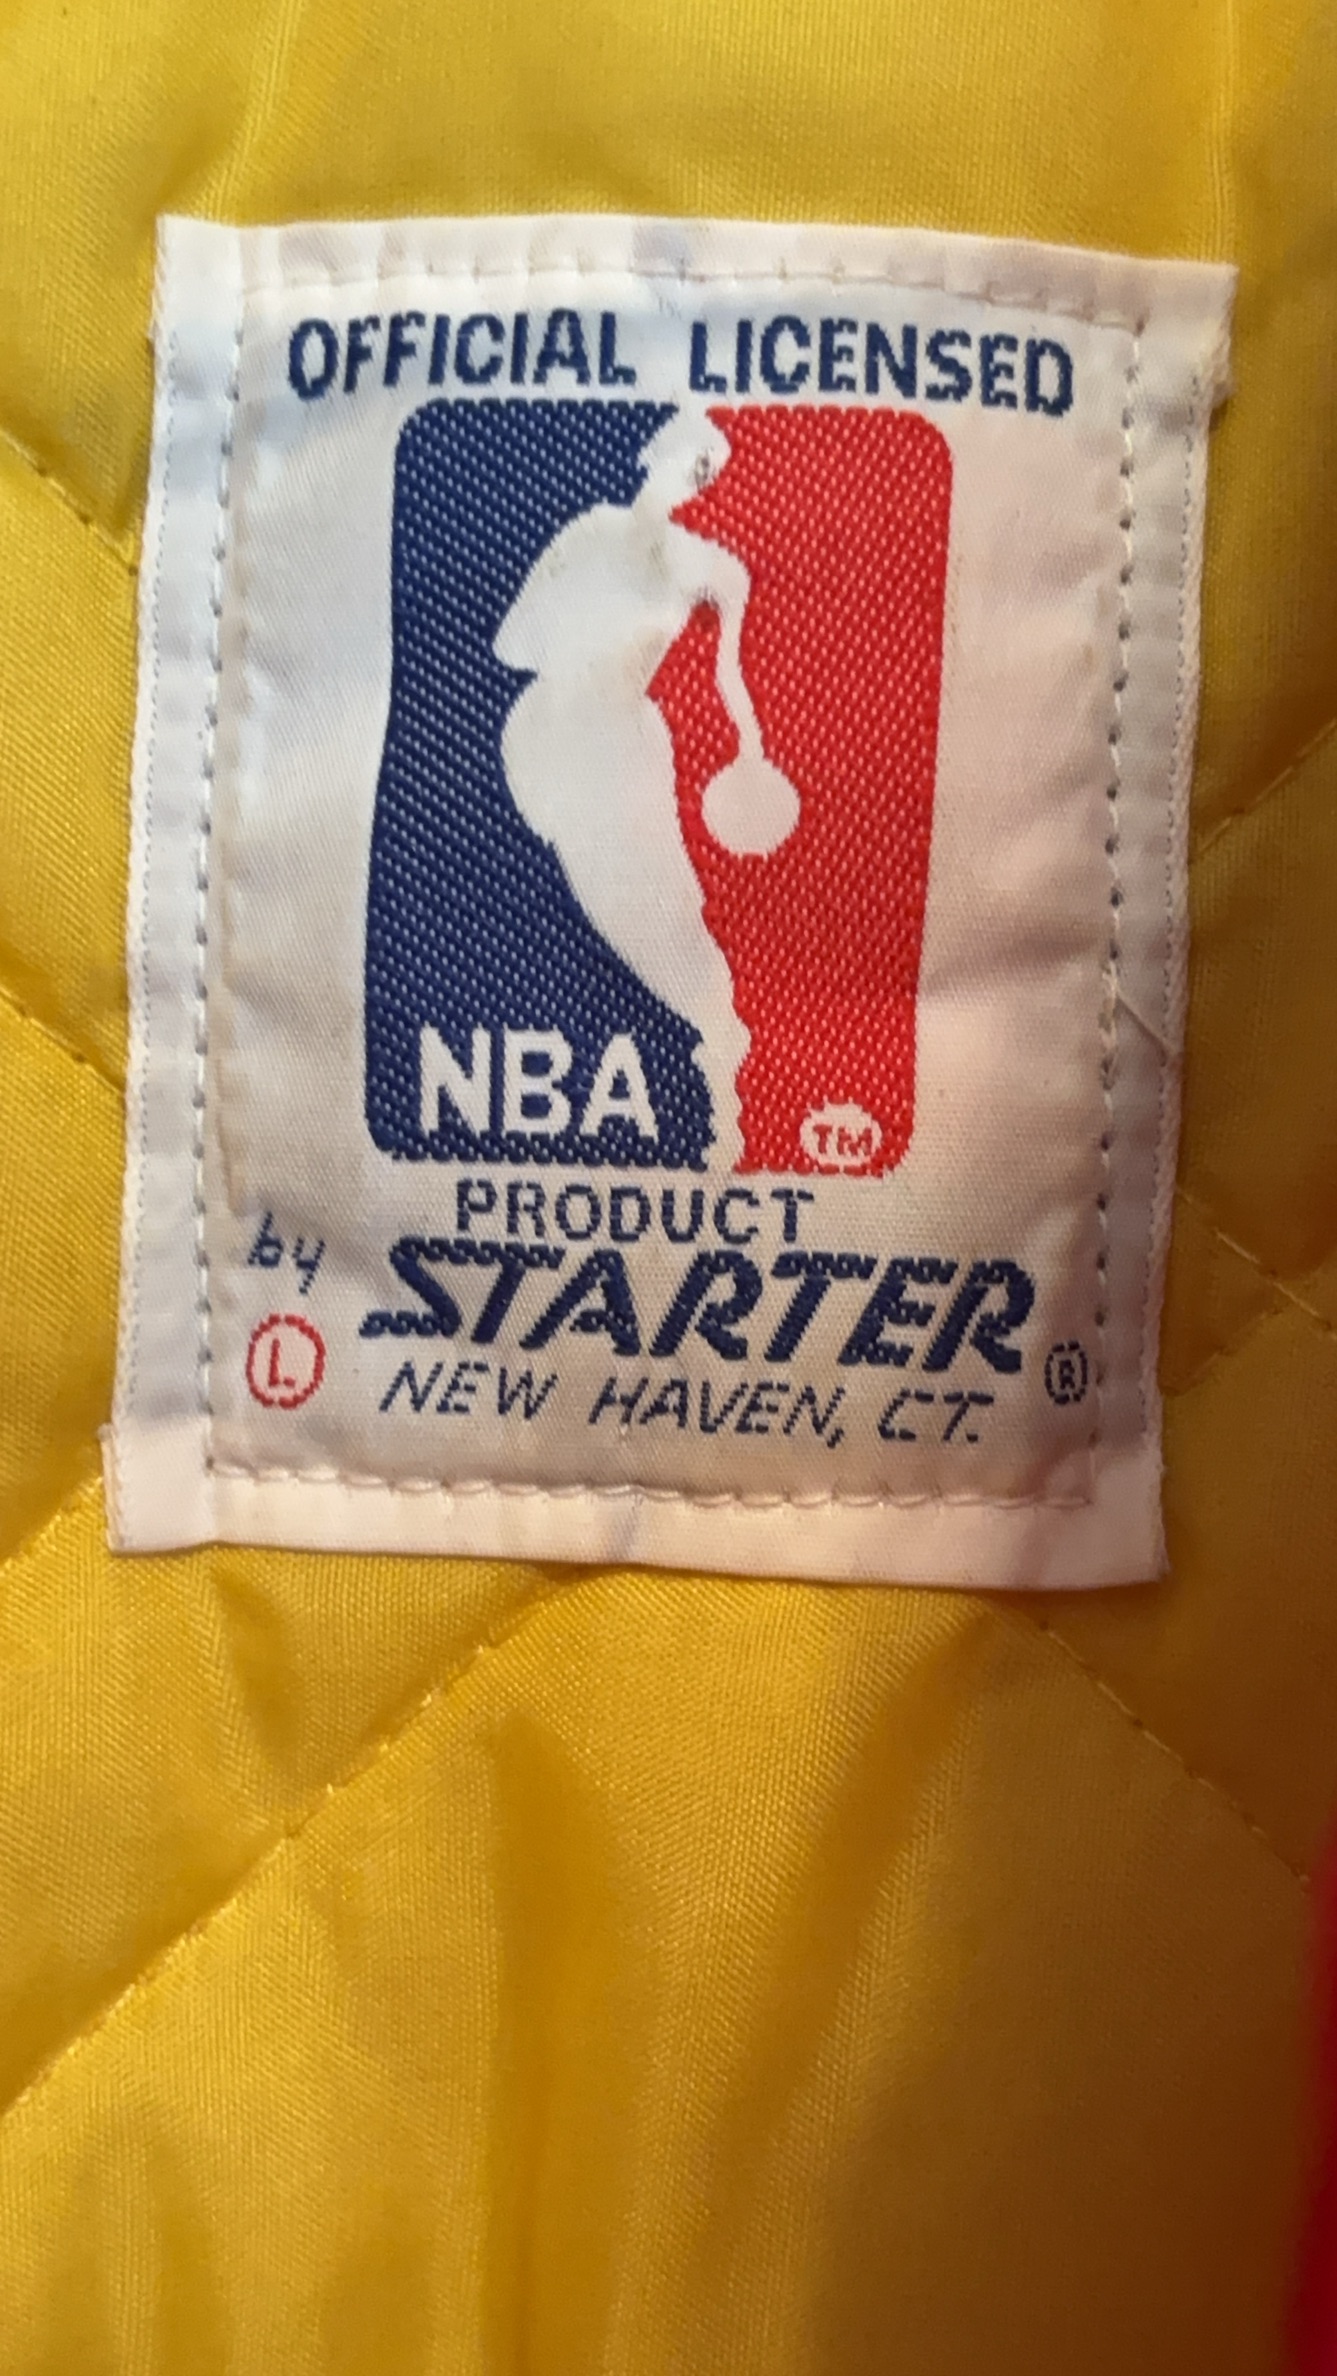 OFFICIAL LICENSED
NBA
TM
PRODUCT
by STARTER ®
L NEW HAVEN, CT.